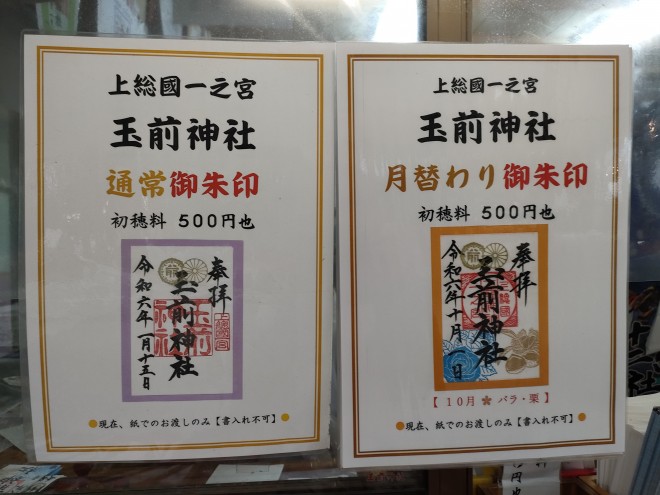 上総國一之宮
玉前神社
通常御朱印
初穂料 500円也
奉拝
玉前神社
令和六年一月十五日
●現在、紙でのお渡しのみ【書入れ不可】●
上総國一之宮
玉前神社
月替わり御朱印
初穂料 500円也
奉拝
玉前神社
令和六年十月一日
【 10月 バラ・栗 】
●現在、紙でのお渡しのみ【書入れ不可】●